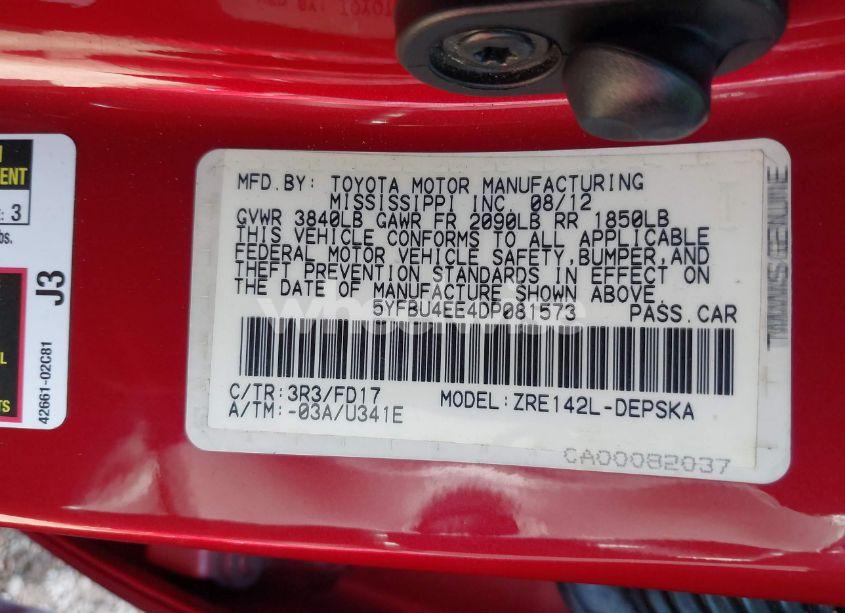 MFD.BY: TOYOTA MOTOR MANUFACTURING
MISSISSIPPI INC. 08/12
GVWR 3840LB GAWR FR 2090LB RR 1850LB
THIS VEHICLE CONFORMS TO ALL APPLICABLE
FEDERAL MOTOR VEHICLE SAFETY,BUMPER,AND
THEFT PREVENTION STANDARDS IN EFFECT ON
THE DATE OF MANUFACTURE SHOWN ABOVE.
5YFBU4EE4DP081573 PASS.CAR
C/TR:3R3/FD17 MODEL:ZRE142L-DEPSKA
A/TM:-03A/U341E
CA00082037
3
lbs.
J3
42661-02C81